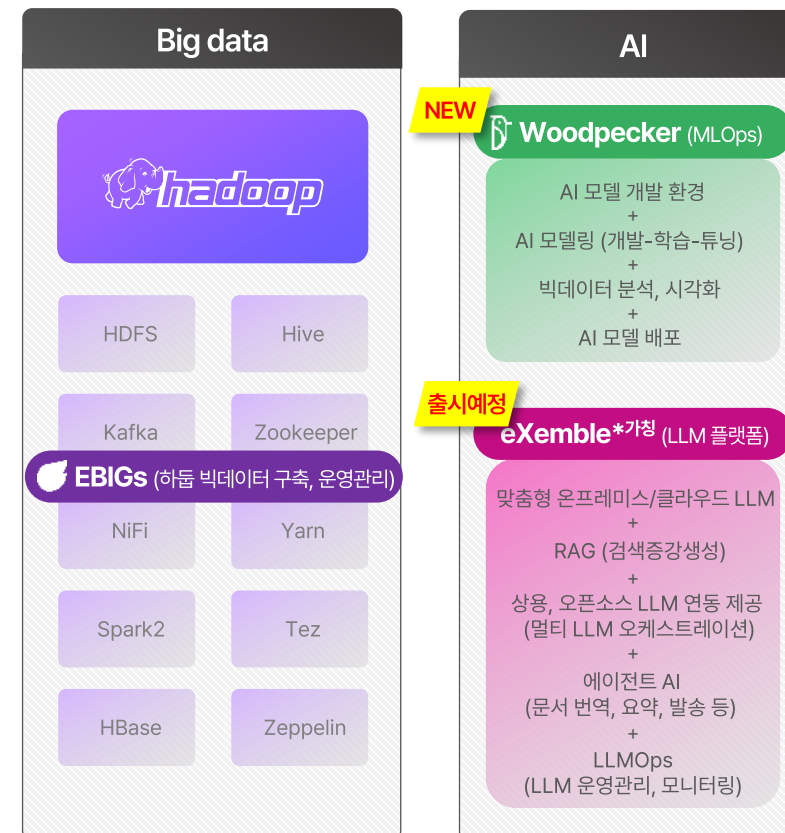 Big data
hadoop
HDFS
Hive
Kafka
Zookeeper
EBIGs (하둡 빅데이터 구축, 운영관리)
NiFi
Yarn
Spark2
Tez
HBase
Zeppelin
AI
NEW
Woodpecker (MLOps)
AI 모델 개발 환경
+
AI 모델링 (개발-학습-튜닝)
+
빅데이터 분석, 시각화
+
AI 모델 배포
출시예정
eXemble*가칭 (LLM 플랫폼)
맞춤형 온프레미스/클라우드 LLM
+
RAG (검색증강생성)
+
상용, 오픈소스 LLM 연동 제공
(멀티 LLM 오케스트레이션)
+
에이전트 AI
(문서 번역, 요약, 발송 등)
+
LLMOps
(LLM 운영관리, 모니터링)